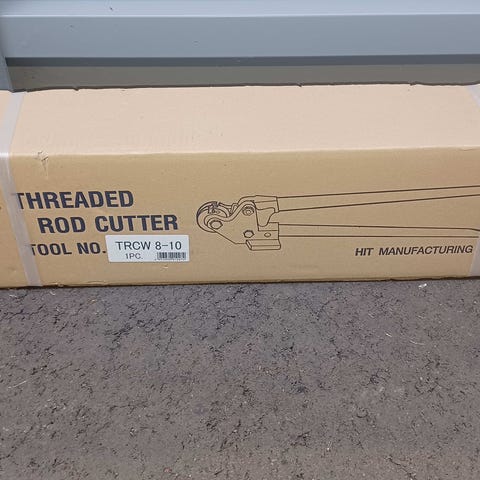 THREADED
ROD CUTTER
TOOL NO. TRCW 8-10
1PC.
HIT MANUFACTURING